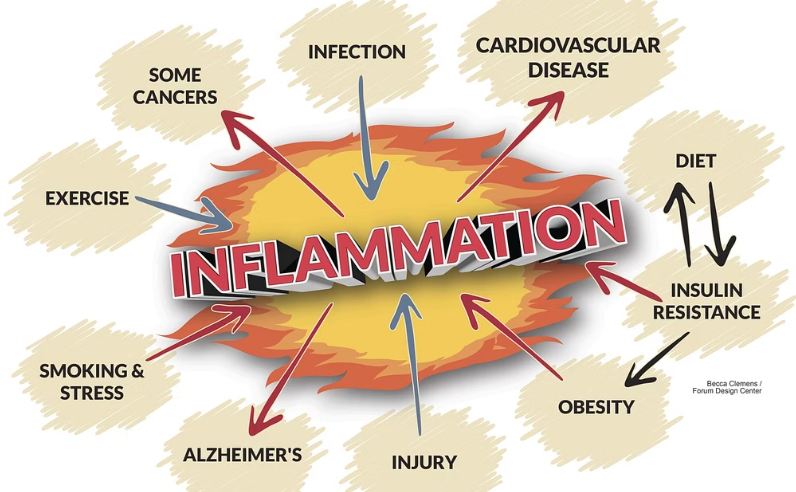 INFECTION
CARDIOVASCULAR
DISEASE
SOME
CANCERS
DIET
EXERCISE
INFLAMMATION
INSULIN
RESISTANCE
SMOKING &
STRESS
Becca Clemens /
Forum Design Center
OBESITY
ALZHEIMER'S
INJURY